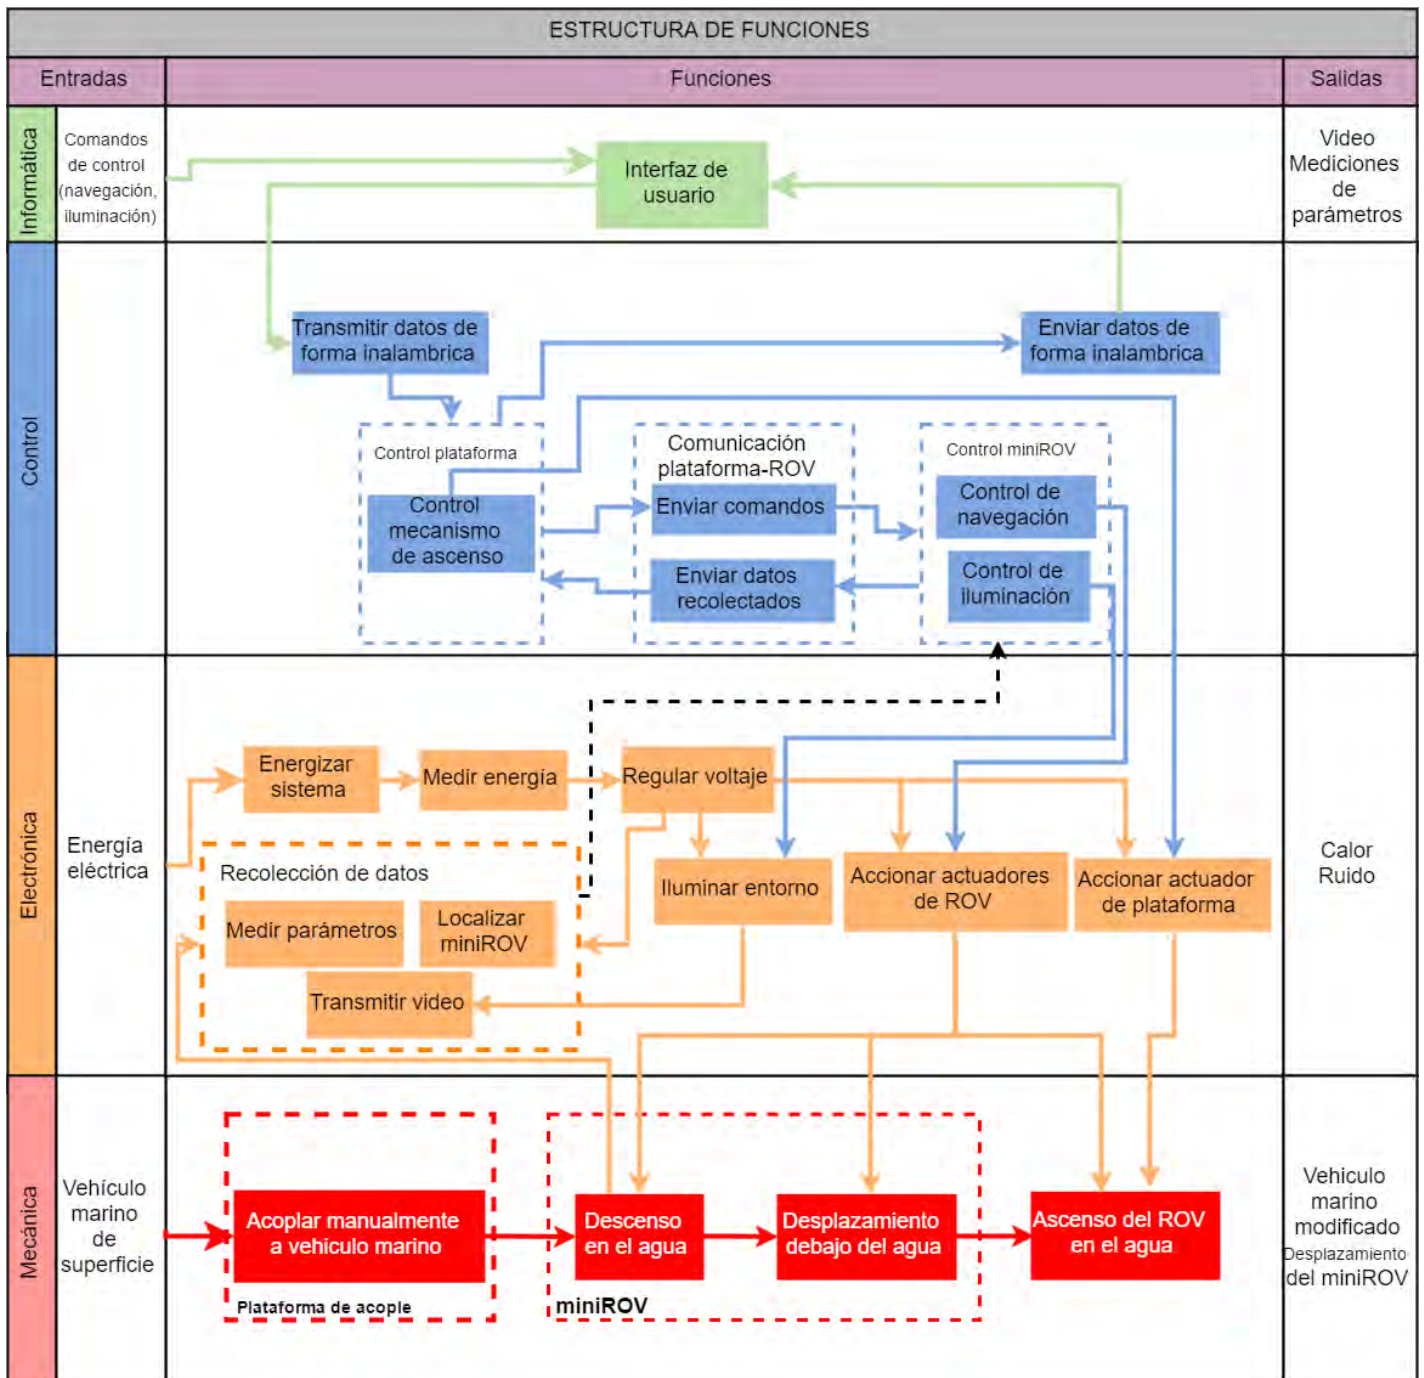 ESTRUCTURA DE FUNCIONES
Entradas
Funciones
Salidas
Informática
Comandos
de control
(navegación,
iluminación)
Interfaz de
usuario
Video
Mediciones
de
parámetros
Control
Transmitir datos de
forma inalambrica
Enviar datos de
forma inalambrica
Control plataforma
Control
mecanismo
de ascenso
Comunicación
plataforma-ROV
Enviar comandos
Enviar datos
recolectados
Control miniROV
Control de
navegación
Control de
iluminación
Electrónica
Energía
eléctrica
Energizar
sistema
Medir energía
Regular voltaje
Recolección de datos
Medir parámetros
Localizar
miniROV
Transmitir video
Iluminar entorno
Accionar actuadores
de ROV
Accionar actuador
de plataforma
Calor
Ruido
Mecánica
Vehículo
marino
de
superficie
Acoplar manualmente
a vehiculo marino
Plataforma de acople
Descenso
en el agua
Desplazamiento
debajo del agua
miniROV
Ascenso del ROV
en el agua
Vehiculo
marino
modificado
Desplazamiento
del miniROV